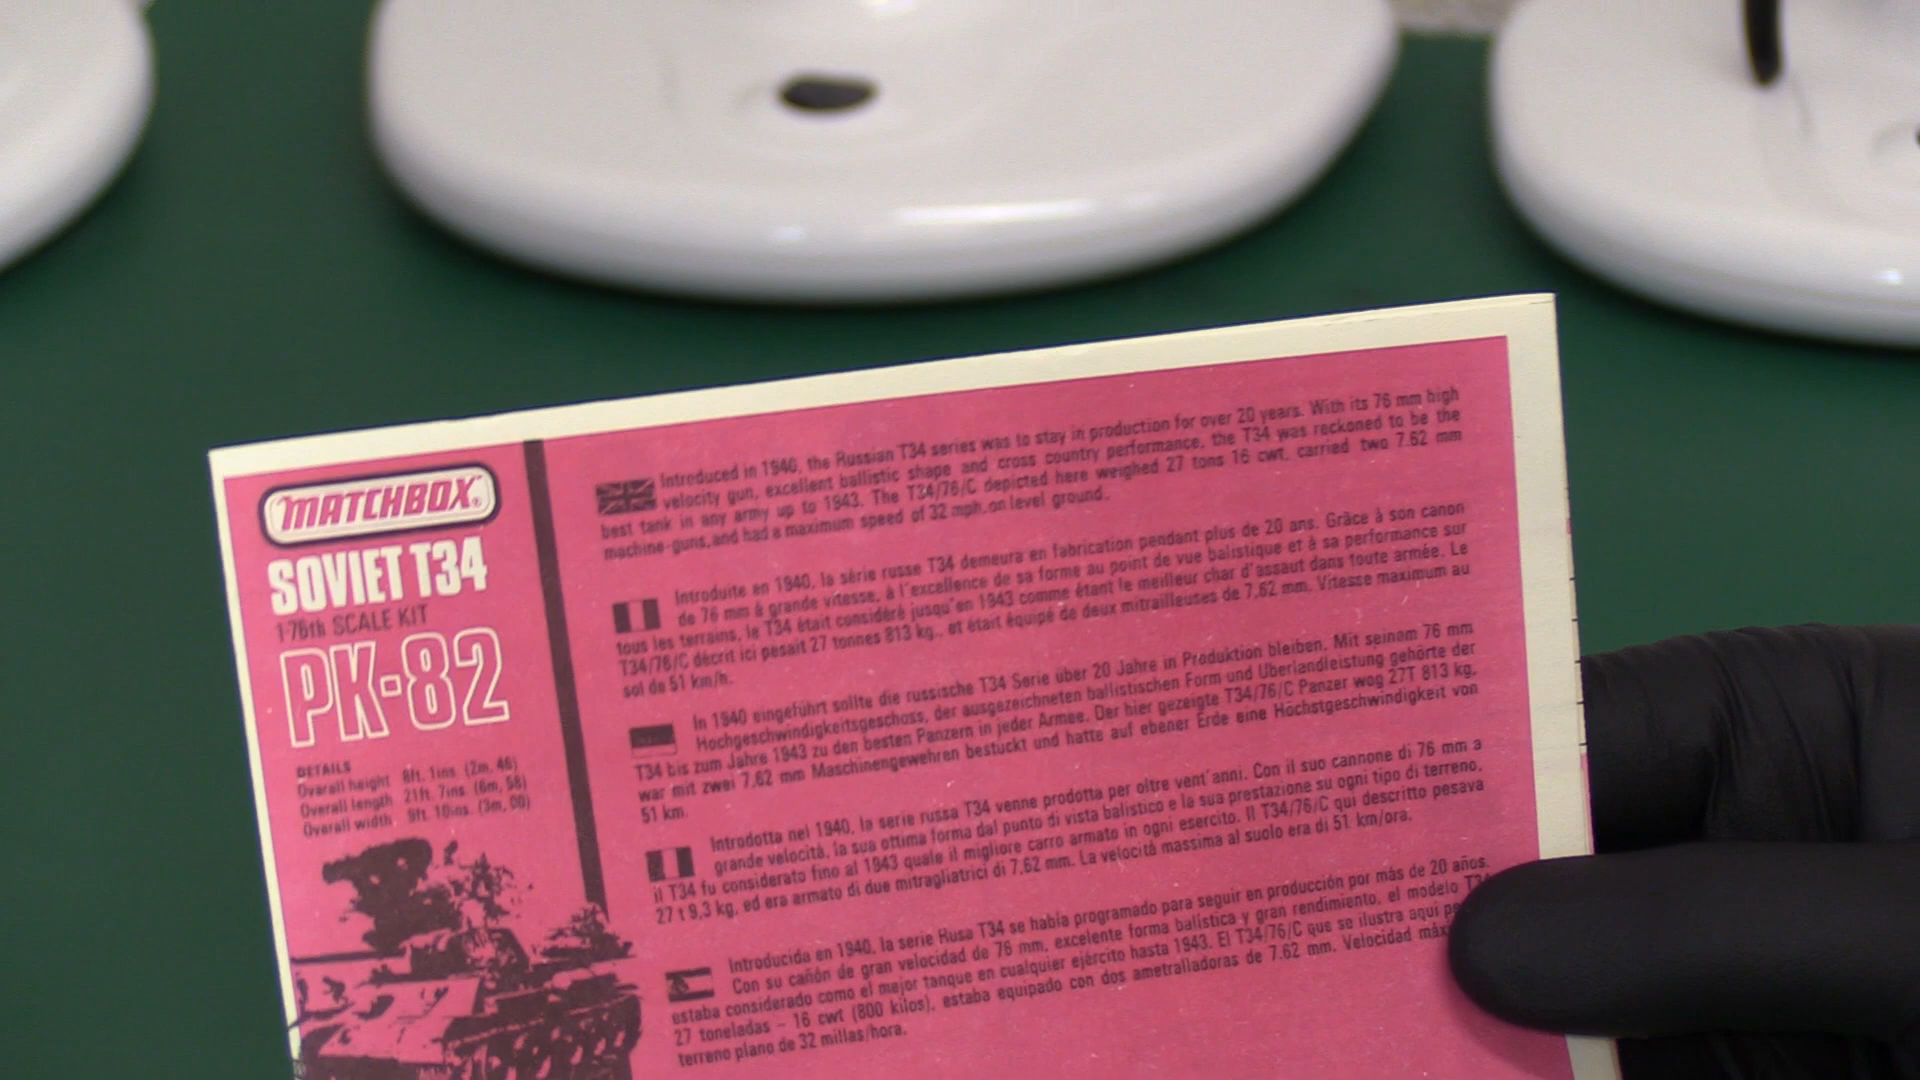 MATCHBOX®
SOVIET T34
1·76th SCALE KIT
PK-82
DETAILS
Overall height 8ft. 1ins. (2m, 46)
Overall length 21ft. 7ins. (6m, 58)
Overall width 9ft. 10ins. (3m, 00)
Introduced in 1940, the Russian T34 series was to stay in production for over 20 years. With its 76 mm high
velocity gun, excellent ballistic shape and cross country performance, the T34 was reckoned to be the
best tank in any army up to 1943. The T34/76/C depicted here weighed 27 tons 16 cwt, carried two 7.62 mm
machine-guns, and had a maximum speed of 32 mph. on level ground.
Introduite en 1940, la série russe T34 demeura en fabrication pendant plus de 20 ans. Grâce à son canon
de 76 mm à grande vitesse, à l'excellence de sa forme au point de vue balistique et à sa performance sur
tous les terrains, le T34 était considéré jusqu'en 1943 comme étant le meilleur char d'assaut dans toute armée. Le
T34/76/C décrit ici pesait 27 tonnes 813 kg., et était équipé de deux mitrailleuses de 7,62 mm. Vitesse maximum au
sol de 51 km/h.
In 1940 eingeführt sollte die russische T34 Serie über 20 Jahre in Produktion bleiben. Mit seinem 76 mm
Hochgeschwindigkeitsgeschoss, der ausgezeichneten ballistischen Form und Uberlandleistung gehörte der
T34 bis zum Jahre 1943 zu den besten Panzern in jeder Armee. Der hier gezeigte T34/76/C Panzer wog 27T 813 kg,
war mit zwei 7.62 mm Maschinengewehren bestuckt und hatte auf ebener Erde eine Höchstgeschwindigkeit von
51 km.
Introdotta nel 1940, la serie russa T34 venne prodotta per oltre vent'anni. Con il suo cannone di 76 mm a
grande velocità, la sua ottima forma dal punto di vista balistico e la sua prestazione su ogni tipo di terreno,
il T34 fu considerato fino al 1943 quale il migliore carro armato in ogni esercito. Il T34/76/C qui descritto pesava
27 t 9,3 kg, ed era armato di due mitragliatrici di 7.62 mm. La velocità massima al suolo era di 51 km/ora.
Introducida en 1940, la serie Rusa T34 se había programado para seguir en producción por más de 20 años.
Con su cañón de gran velocidad de 76 mm, excelente forma balística y gran rendimiento, el modelo T34
estaba considerado como el mejor tanque en cualquier ejército hasta 1943. El T34/76/C que se ilustra aquí
27 toneladas – 16 cwt (800 kilos), estaba equipado con dos ametralladoras de 7.62 mm. Velocidad
terreno plano de 32 millas/hora.